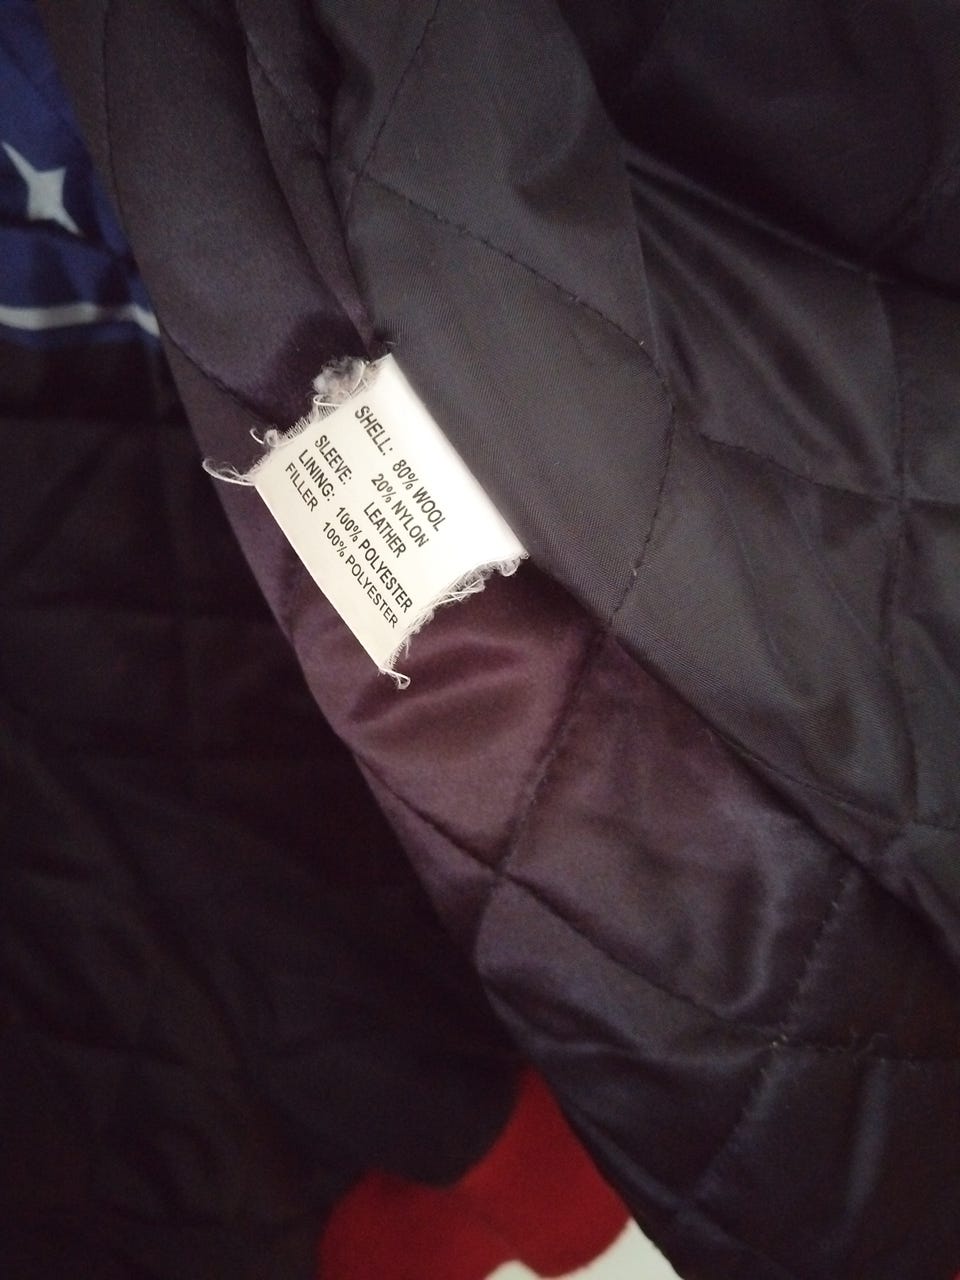 SHELL: 80% WOOL
20% NYLON
SLEEVE: LEATHER
LINING: 100% POLYESTER
FILLER 100% POLYESTER